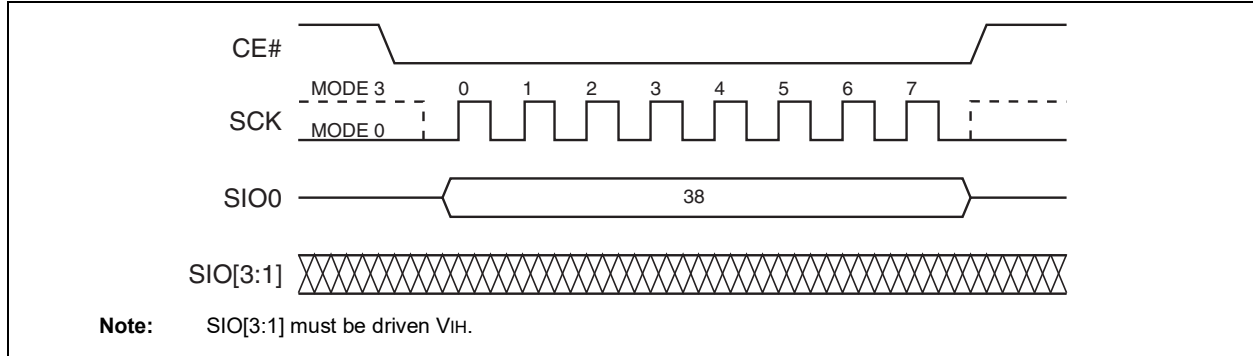 CE#
MODE 3 0 1 2 3 4 5 6 7
SCK
MODE 0
SIO0 38
SIO[3:1]
Note: SIO[3:1] must be driven VIH.